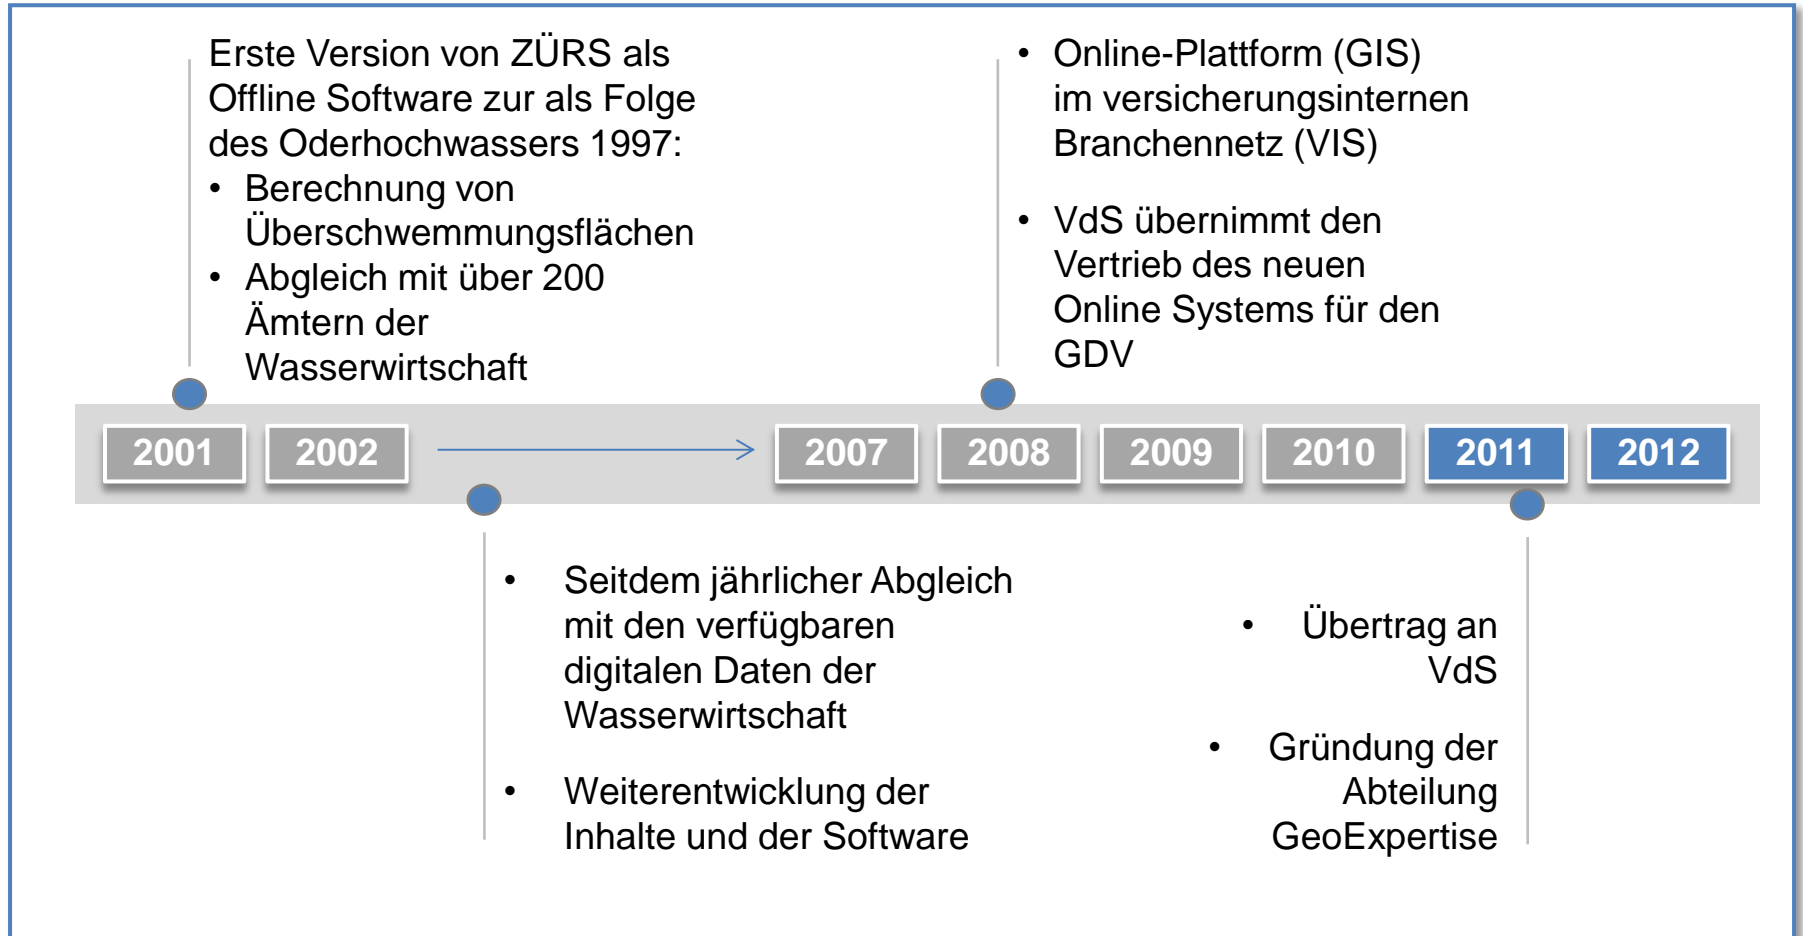 Erste Version von ZÜRS als
Offline Software zur als Folge
des Oderhochwassers 1997:
• Berechnung von
Überschwemmungsflächen
• Abgleich mit über 200
Ämtern der
Wasserwirtschaft
• Online-Plattform (GIS)
im versicherungsinternen
Branchennetz (VIS)
• VdS übernimmt den
Vertrieb des neuen
Online Systems für den
GDV
2001 2002 2007 2008 2009 2010 2011 2012
• Seitdem jährlicher Abgleich
mit den verfügbaren
digitalen Daten der
Wasserwirtschaft
• Weiterentwicklung der
Inhalte und der Software
• Übertrag an
VdS
• Gründung der
Abteilung
GeoExpertise